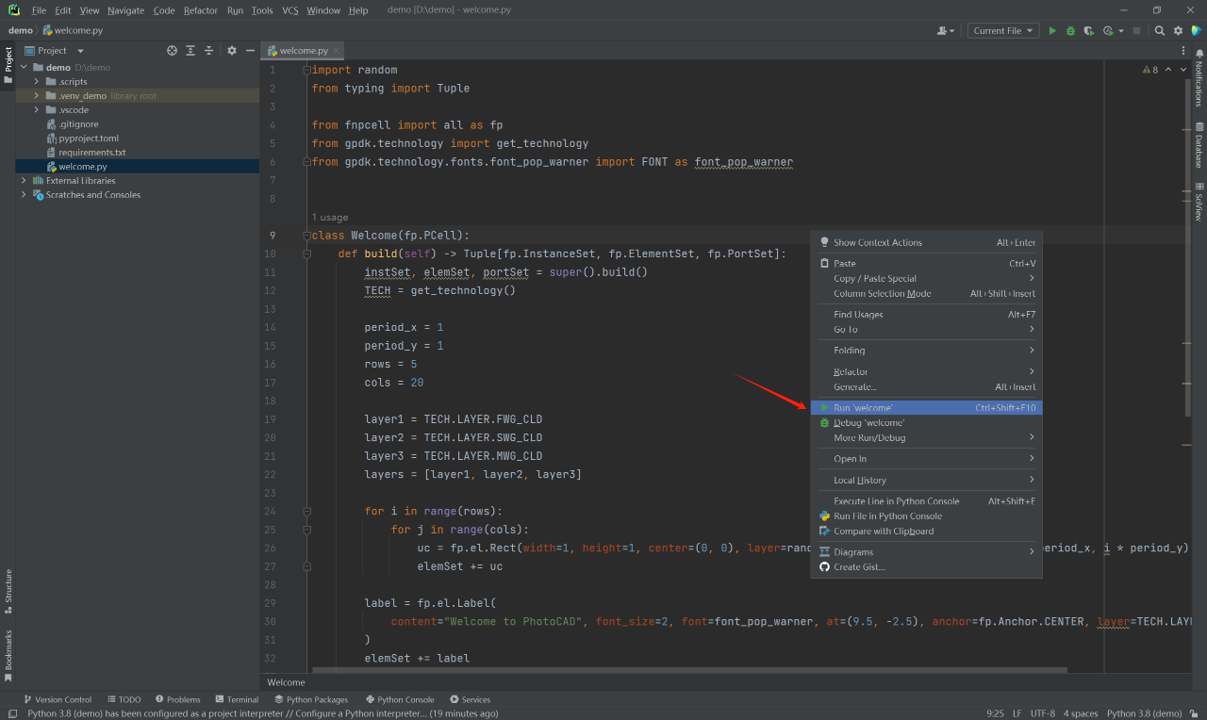 File Edit View Navigate Code Refactor Run Tools VCS Window Help demo [D:\demo] - welcome.py
demo welcome.py
Current File
Project
welcome.py
demo D:\demo
.scripts
.venv_demo library root
.vscode
.gitignore
pyproject.toml
requirements.txt
welcome.py
External Libraries
Scratches and Consoles
Project
Structure
Bookmarks
8
Notifications
Database
SciView
1 import random
2 from typing import Tuple
3
4 from fnpcell import all as fp
5 from gpdk.technology import get_technology
6 from gpdk.technology.fonts.font_pop_warner import FONT as font_pop_warner
7
8
1 usage
9 class Welcome(fp.PCell):
10 def build(self) -> Tuple[fp.InstanceSet, fp.ElementSet, fp.PortSet]:
11 instSet, elemSet, portSet = super().build()
12 TECH = get_technology()
13
14 period_x = 1
15 period_y = 1
16 rows = 5
17 cols = 20
18
19 layer1 = TECH.LAYER.FWG_CLD
20 layer2 = TECH.LAYER.SWG_CLD
21 layer3 = TECH.LAYER.MWG_CLD
22 layers = [layer1, layer2, layer3]
23
24 for i in range(rows):
25 for j in range(cols):
26 uc = fp.el.Rect(width=1, height=1, center=(0, 0), layer=rand eriod_x, i * period_y)
27 elemSet += uc
28
29 label = fp.el.Label(
30 content="Welcome to PhotoCAD", font_size=2, font=font_pop_warner, at=(9.5, -2.5), anchor=fp.Anchor.CENTER, layer=TECH.LAYE
31 )
32 elemSet += label
Show Context Actions Alt+Enter
Paste Ctrl+V
Copy / Paste Special
Column Selection Mode Alt+Shift+Insert
Find Usages Alt+F7
Go To
Folding
Refactor
Generate... Alt+Insert
Run 'welcome' Ctrl+Shift+F10
Debug 'welcome'
More Run/Debug
Open In
Local History
Execute Line in Python Console Alt+Shift+E
Run File in Python Console
Compare with Clipboard
Diagrams
Create Gist...
Welcome
Version Control TODO Problems Terminal Python Packages Python Console Services
Python 3.8 (demo) has been configured as a project interpreter // Configure a Python interpreter... (19 minutes ago) 9:25 LF UTF-8 4 spaces Python 3.8 (demo)